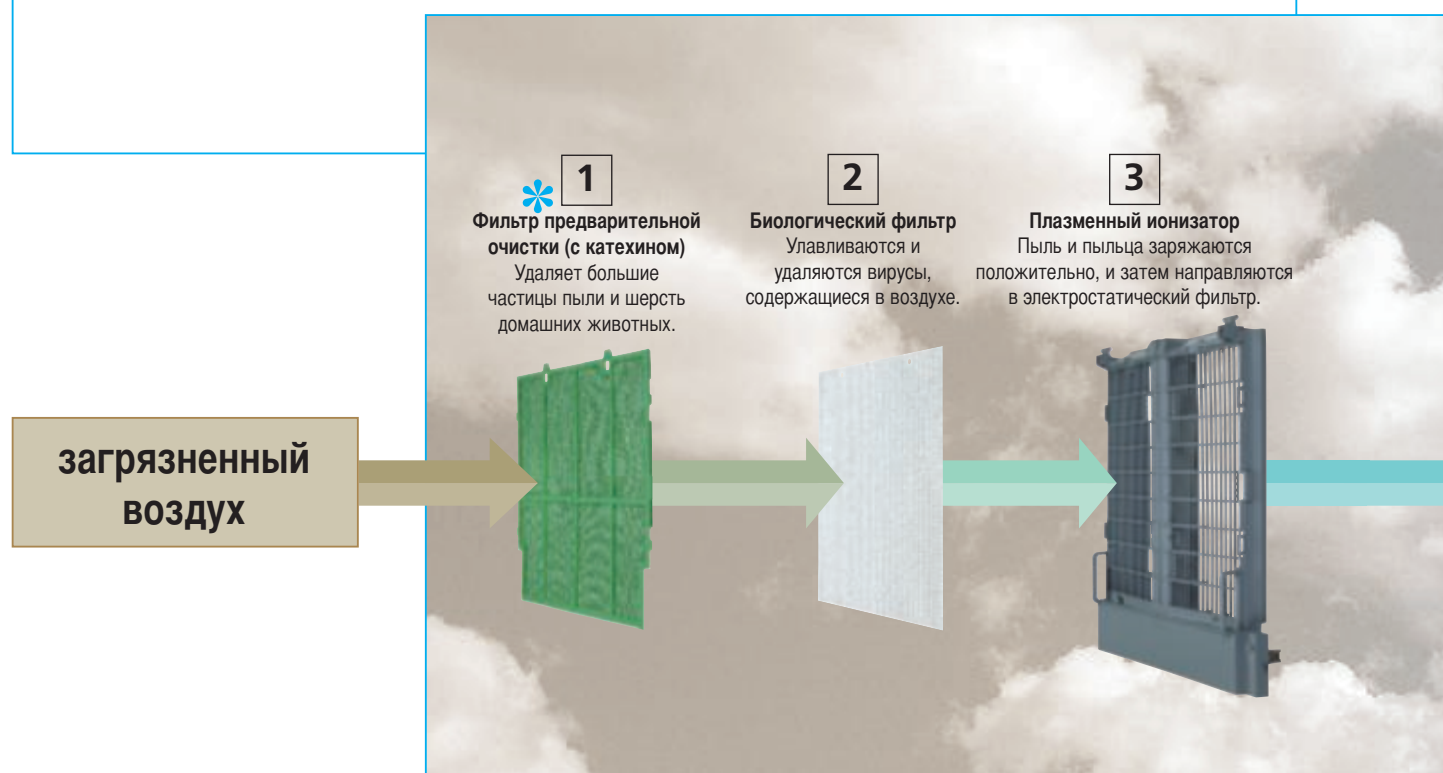 1
Фильтр предварительной
очистки (с катехином)
Удаляет большие
частицы пыли и шерсть
домашних животных.
2
Биологический фильтр
Улавливаются и
удаляются вирусы,
содержащиеся в воздухе.
3
Плазменный ионизатор
Пыль и пыльца заряжаются
положительно, и затем направляются
в электростатический фильтр.
загрязненный
воздух